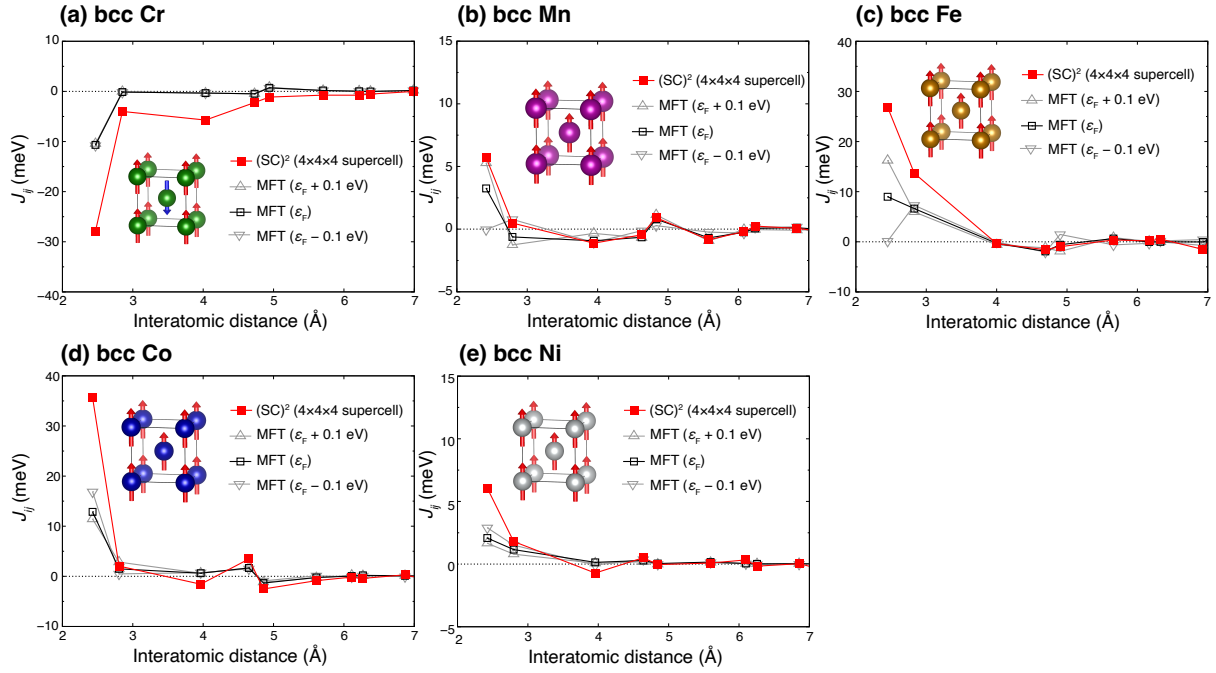 (a) bcc Cr
10
0
−10
−20
−30
−40
J_ij (meV)
(SC)² (4×4×4 supercell)
MFT (ε_F + 0.1 eV)
MFT (ε_F)
MFT (ε_F − 0.1 eV)
2 3 4 5 6 7
Interatomic distance (Å)
(b) bcc Mn
15
10
5
0
−5
J_ij (meV)
(SC)² (4×4×4 supercell)
MFT (ε_F + 0.1 eV)
MFT (ε_F)
MFT (ε_F − 0.1 eV)
2 3 4 5 6 7
Interatomic distance (Å)
(c) bcc Fe
40
30
20
10
0
−10
J_ij (meV)
(SC)² (4×4×4 supercell)
MFT (ε_F + 0.1 eV)
MFT (ε_F)
MFT (ε_F − 0.1 eV)
2 3 4 5 6 7
Interatomic distance (Å)
(d) bcc Co
40
30
20
10
0
−10
J_ij (meV)
(SC)² (4×4×4 supercell)
MFT (ε_F + 0.1 eV)
MFT (ε_F)
MFT (ε_F − 0.1 eV)
2 3 4 5 6 7
Interatomic distance (Å)
(e) bcc Ni
15
10
5
0
−5
J_ij (meV)
(SC)² (4×4×4 supercell)
MFT (ε_F + 0.1 eV)
MFT (ε_F)
MFT (ε_F − 0.1 eV)
2 3 4 5 6 7
Interatomic distance (Å)